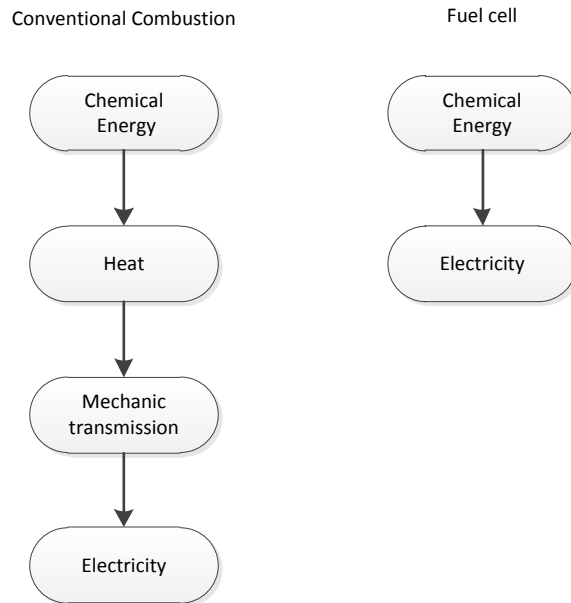 Conventional Combustion
Chemical
Energy
Heat
Mechanic
transmission
Electricity
Fuel cell
Chemical
Energy
Electricity